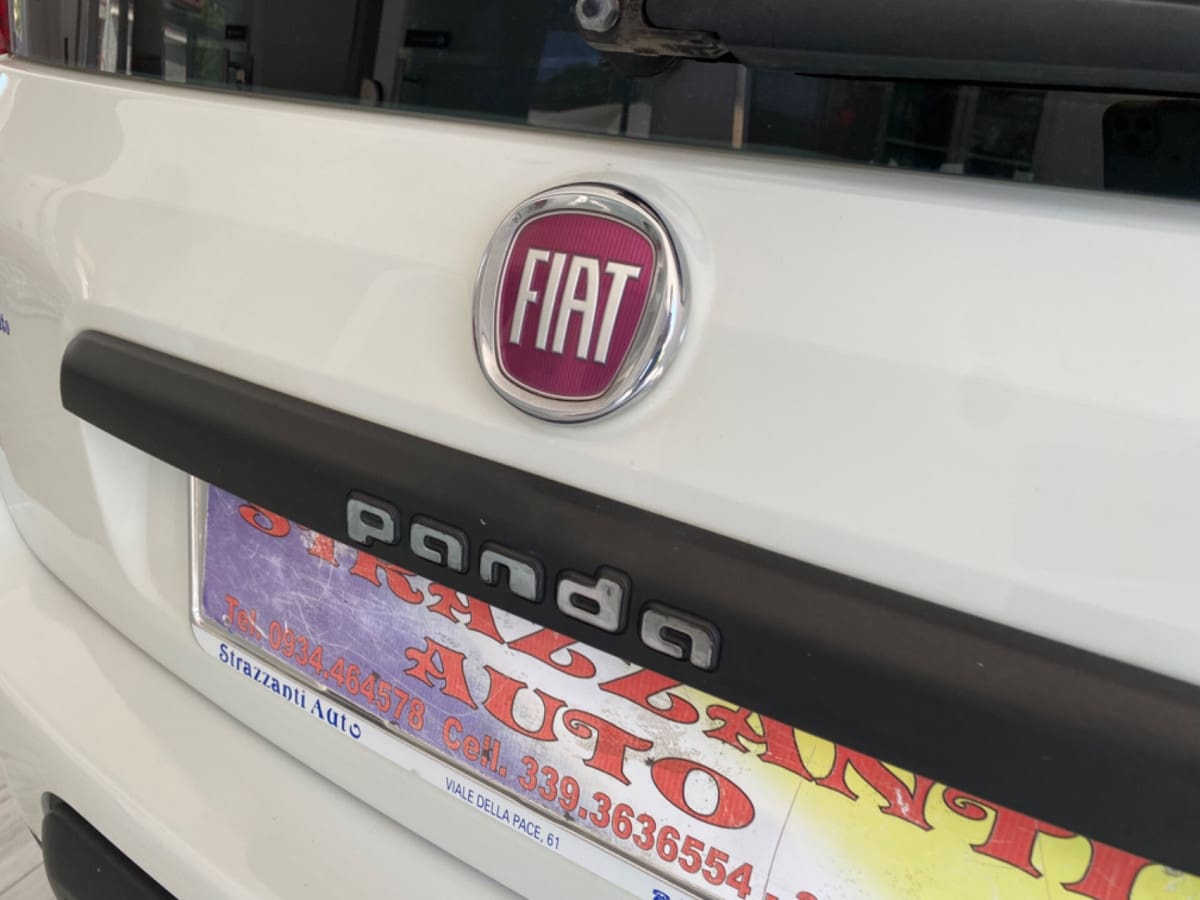 FIAT
panda
STRAZZANTI
AUTO
Tel. 0934.464578 Cell. 339.3636554
Strazzanti Auto
VIALE DELLA PACE, 61